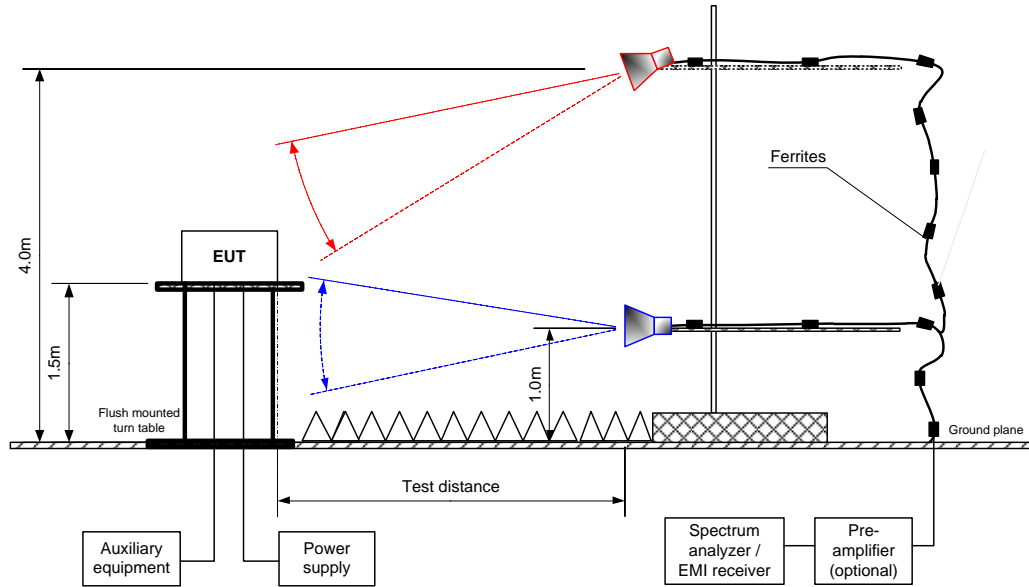 4.0m
EUT
1.5m
1.0m
Ferrites
Flush mounted
turn table
Ground plane
Test distance
Auxiliary
equipment
Power
supply
Spectrum
analyzer /
EMI receiver
Pre-
amplifier
(optional)